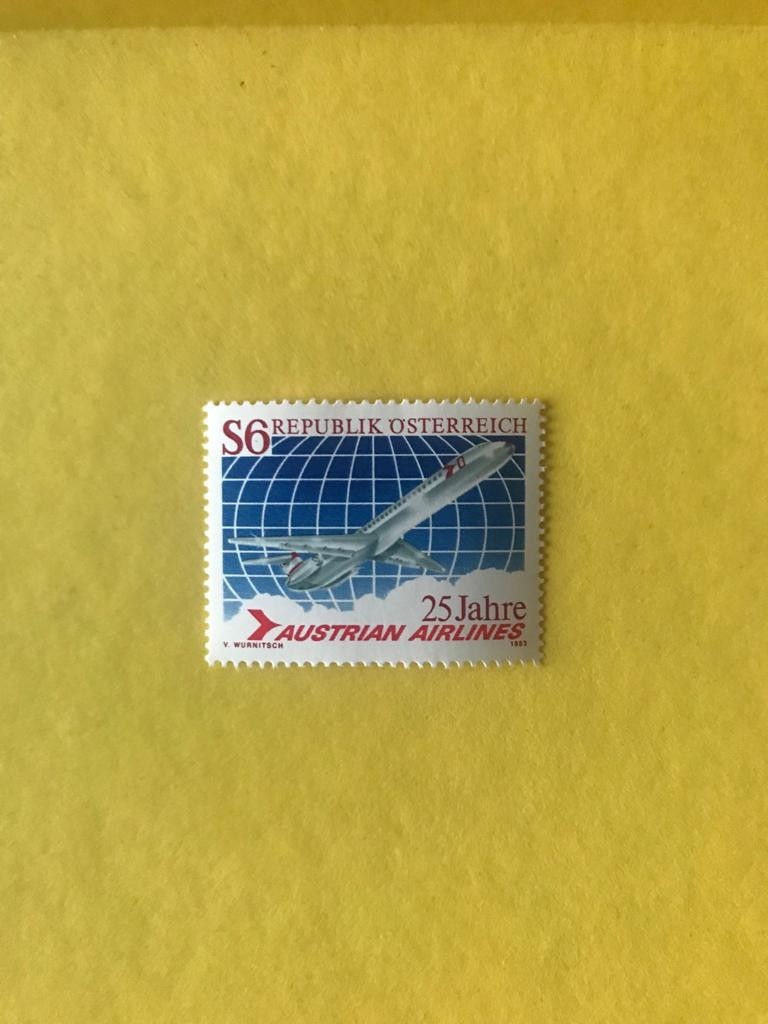 S6 REPUBLIK ÖSTERREICH
25 Jahre
AUSTRIAN AIRLINES
V. WURNITSCH 1983